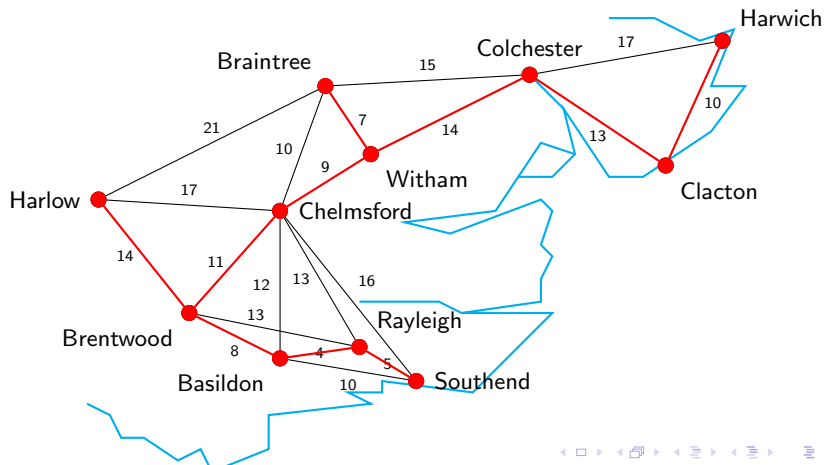 Harwich
17
Colchester
15
Braintree
10
7
14
13
21
10
9
Witham
Clacton
17
Harlow
Chelmsford
14
11
12
13
16
13
Rayleigh
Brentwood
8
4
5
Basildon
10
Southend